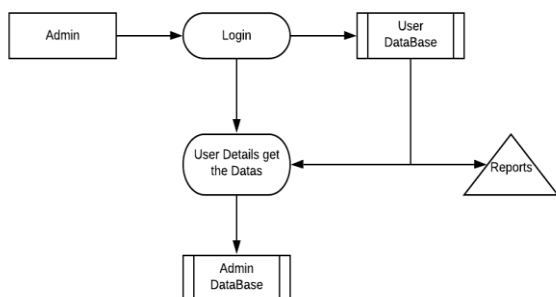 Admin
Login
User
DataBase
User Details get
the Datas
Reports
Admin
DataBase